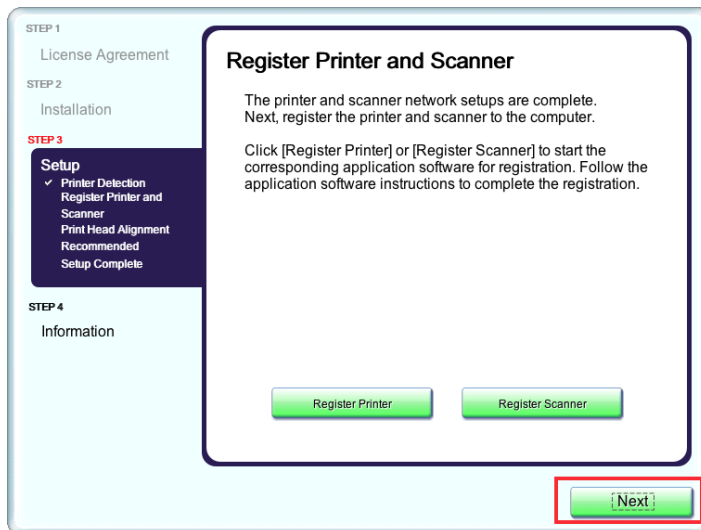 STEP 1
License Agreement
STEP 2
Installation
STEP 3
Setup
Printer Detection
Register Printer and
Scanner
Print Head Alignment
Recommended
Setup Complete
STEP 4
Information
Register Printer and Scanner
The printer and scanner network setups are complete.
Next, register the printer and scanner to the computer.
Click [Register Printer] or [Register Scanner] to start the
corresponding application software for registration. Follow the
application software instructions to complete the registration.
Register Printer
Register Scanner
Next